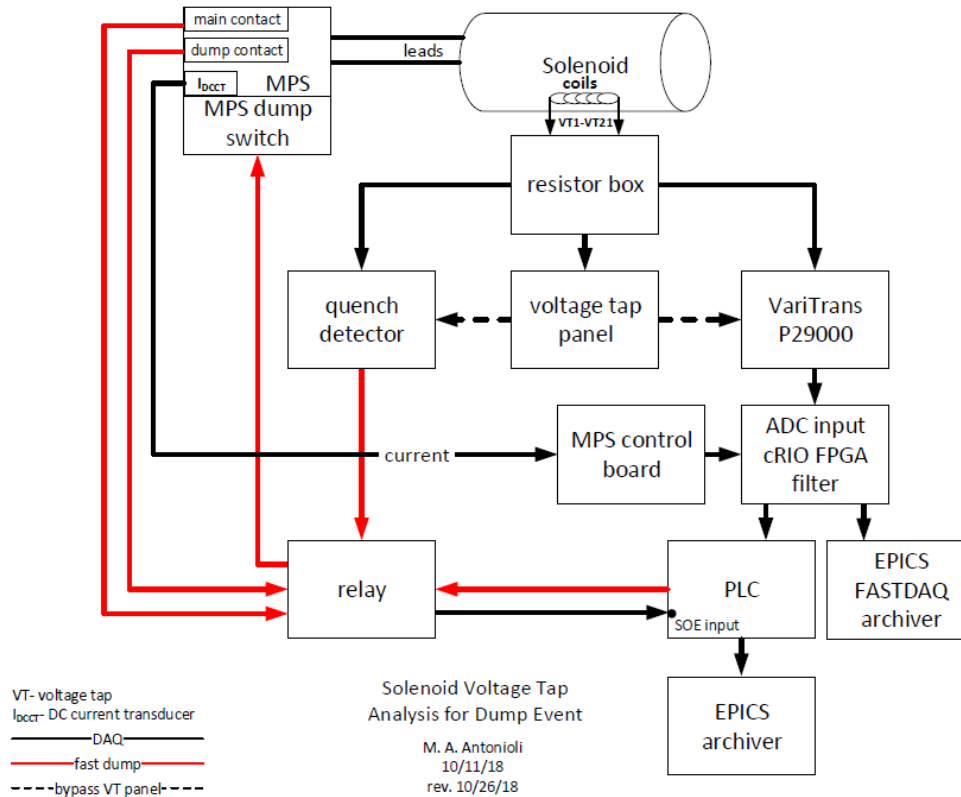 main contact
dump contact
IDCCT
MPS
MPS dump
switch
leads
Solenoid
coils
VT1-VT21
resistor box
quench
detector
voltage tap
panel
VariTrans
P29000
current
MPS control
board
ADC input
cRIO FPGA
filter
relay
PLC
SOE input
EPICS
FASTDAQ
archiver
EPICS
archiver
VT- voltage tap
IDCCT- DC current transducer
DAQ
fast dump
bypass VT panel
Solenoid Voltage Tap
Analysis for Dump Event
M. A. Antonioli
10/11/18
rev. 10/26/18